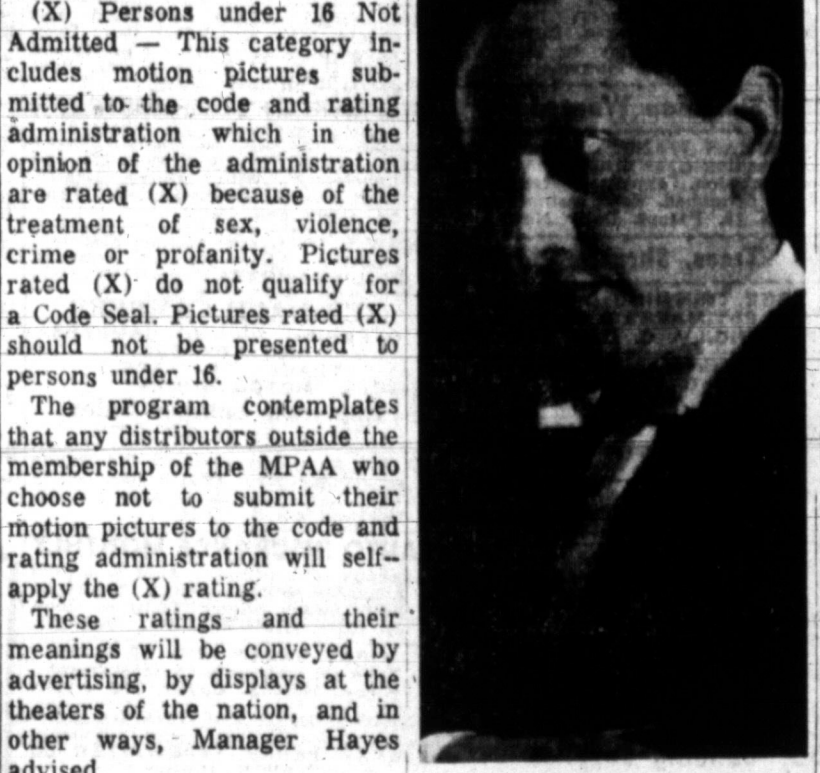 (X) Persons under 16 Not
Admitted — This category in-
cludes motion pictures sub-
mitted to the code and rating
administration which in the
opinion of the administration
are rated (X) because of the
treatment of sex, violence,
crime or profanity. Pictures
rated (X) do not qualify for
a Code Seal. Pictures rated (X)
should not be presented to
persons under 16.
The program contemplates
that any distributors outside the
membership of the MPAA who
choose not to submit their
motion pictures to the code and
rating administration will self-
apply the (X) rating.
These ratings and their
meanings will be conveyed by
advertising, by displays at the
theaters of the nation, and in
other ways, Manager Hayes
advised.